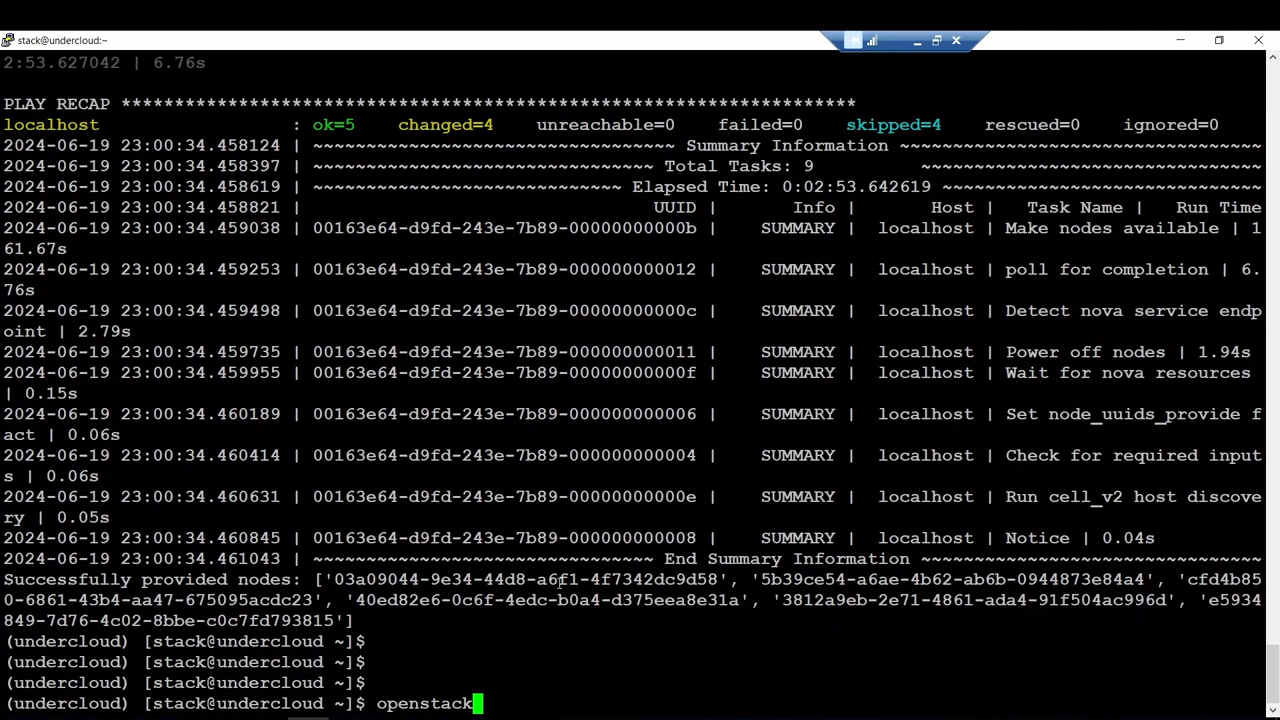 stack@undercloud:~
2:53.627042 | 6.76s
PLAY RECAP *********************************************************************
localhost                  : ok=5    changed=4    unreachable=0    failed=0    skipped=4    rescued=0    ignored=0
2024-06-19 23:00:34.458124 | ~~~~~~~~~~~~~~~~~~~~~~~~~~~~~~~~~~ Summary Information ~~~~~~~~~~~~~~~~~~~~~~~~~~~~~~~~~~
2024-06-19 23:00:34.458397 | ~~~~~~~~~~~~~~~~~~~~~~~~~~~~~~~~ Total Tasks: 9          ~~~~~~~~~~~~~~~~~~~~~~~~~~~~~~~~
2024-06-19 23:00:34.458619 | ~~~~~~~~~~~~~~~~~~~~~~~~~~~~~ Elapsed Time: 0:02:53.642619 ~~~~~~~~~~~~~~~~~~~~~~~~~~~~~~
2024-06-19 23:00:34.458821 |                                 UUID |       Info |       Host |   Task Name |   Run Time
2024-06-19 23:00:34.459038 | 00163e64-d9fd-243e-7b89-00000000000b |    SUMMARY |  localhost | Make nodes available | 1
61.67s
2024-06-19 23:00:34.459253 | 00163e64-d9fd-243e-7b89-000000000012 |    SUMMARY |  localhost | poll for completion | 6.
76s
2024-06-19 23:00:34.459498 | 00163e64-d9fd-243e-7b89-00000000000c |    SUMMARY |  localhost | Detect nova service endp
oint | 2.79s
2024-06-19 23:00:34.459735 | 00163e64-d9fd-243e-7b89-000000000011 |    SUMMARY |  localhost | Power off nodes | 1.94s
2024-06-19 23:00:34.459955 | 00163e64-d9fd-243e-7b89-00000000000f |    SUMMARY |  localhost | Wait for nova resources
| 0.15s
2024-06-19 23:00:34.460189 | 00163e64-d9fd-243e-7b89-000000000006 |    SUMMARY |  localhost | Set node_uuids_provide f
act | 0.06s
2024-06-19 23:00:34.460414 | 00163e64-d9fd-243e-7b89-000000000004 |    SUMMARY |  localhost | Check for required input
s | 0.06s
2024-06-19 23:00:34.460631 | 00163e64-d9fd-243e-7b89-00000000000e |    SUMMARY |  localhost | Run cell_v2 host discove
ry | 0.05s
2024-06-19 23:00:34.460845 | 00163e64-d9fd-243e-7b89-000000000008 |    SUMMARY |  localhost | Notice | 0.04s
2024-06-19 23:00:34.461043 | ~~~~~~~~~~~~~~~~~~~~~~~~~~~~~~~~ End Summary Information ~~~~~~~~~~~~~~~~~~~~~~~~~~~~~~~~
Successfully provided nodes: ['03a09044-9e34-44d8-a6f1-4f7342dc9d58', '5b39ce54-a6ae-4b62-ab6b-0944873e84a4', 'cfd4b85
0-6861-43b4-aa47-675095acdc23', '40ed82e6-0c6f-4edc-b0a4-d375eea8e31a', '3812a9eb-2e71-4861-ada4-91f504ac996d', 'e5934
849-7d76-4c02-8bbe-c0c7fd793815']
(undercloud) [stack@undercloud ~]$
(undercloud) [stack@undercloud ~]$
(undercloud) [stack@undercloud ~]$
(undercloud) [stack@undercloud ~]$ openstack